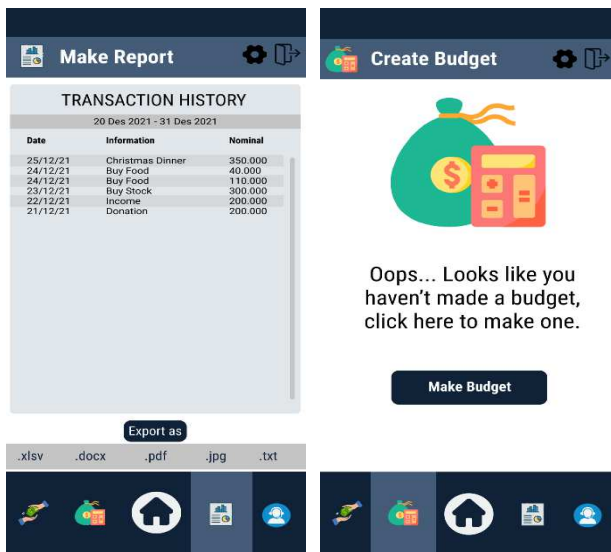 Make Report
TRANSACTION HISTORY
20 Des 2021 - 31 Des 2021
Date Information Nominal
25/12/21 Christmas Dinner 350.000
24/12/21 Buy Food 40.000
24/12/21 Buy Food 110.000
23/12/21 Buy Stock 300.000
22/12/21 Income 200.000
21/12/21 Donation 200.000
Export as
.xlsv .docx .pdf .jpg .txt
Create Budget
$
Oops... Looks like you
haven't made a budget,
click here to make one.
Make Budget